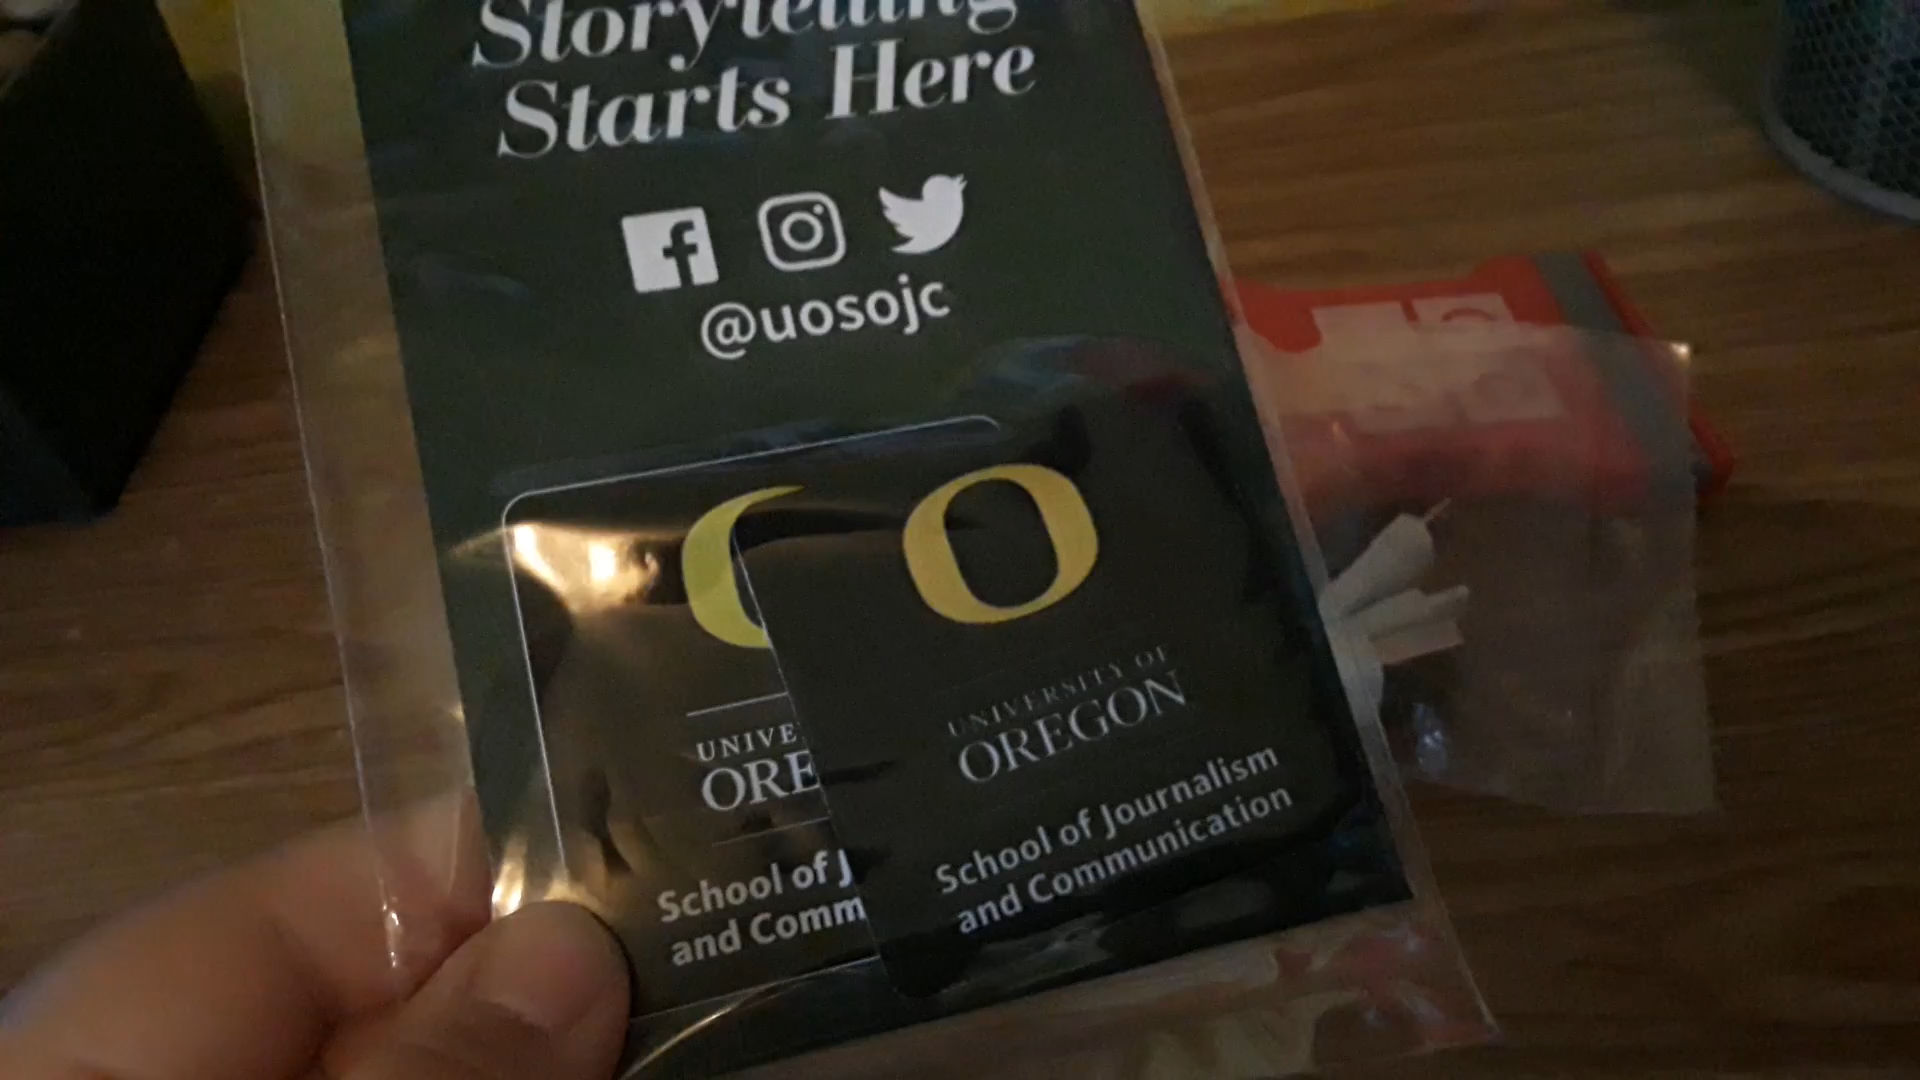 Storytelling
Starts Here
@uosojc
UNIVE
ORE
School of J
and Comm
O
UNIVERSITY OF
OREGON
School of Journalism
and Communication